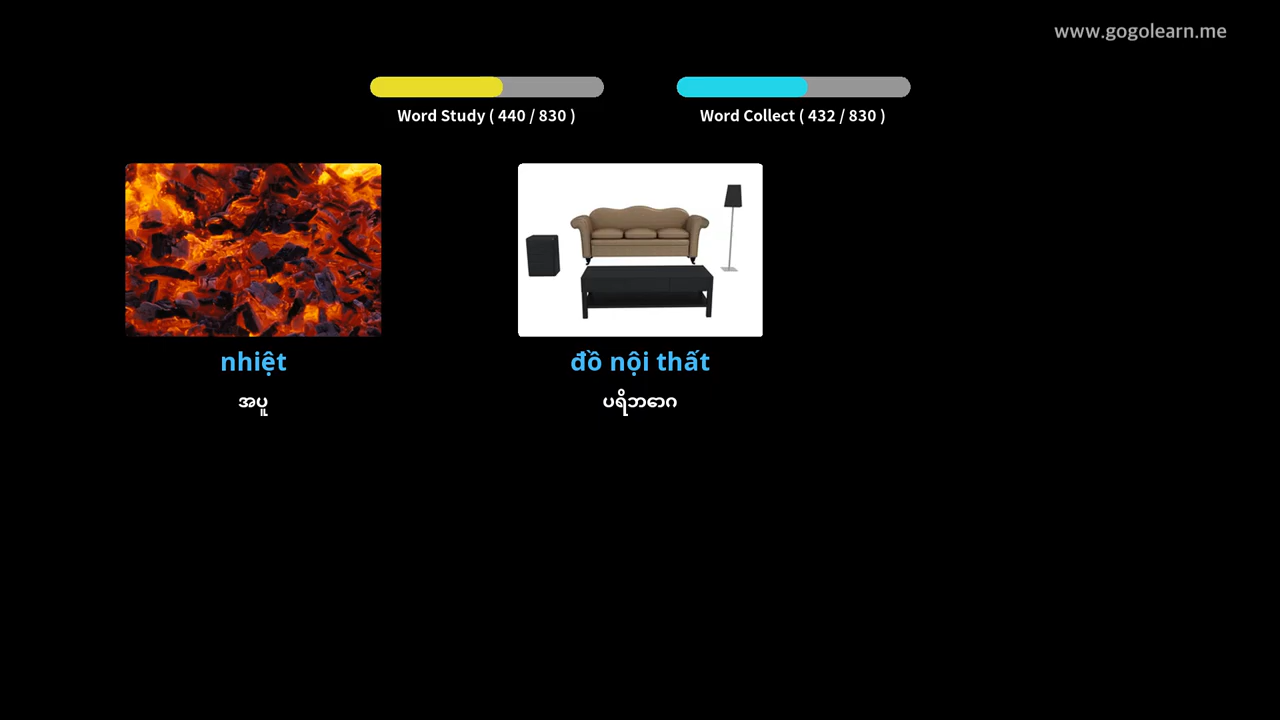 www.gogolearn.me
Word Study ( 440 / 830 )
Word Collect ( 432 / 830 )
nhiệt
အပူ
đồ nội thất
ပရိဘောဂ